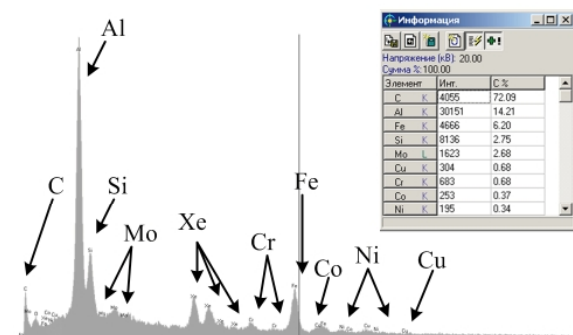 Al
C
Si
Mo
Xe
Cr
Fe
Co
Ni
Cu
Информация
Напряжение (кВ): 20.00
Сумма %: 100.00
Элемент Инт. C %
C K 4055 72.09
Al K 30151 14.21
Fe K 4666 6.20
Si K 8136 2.75
Mo L 1623 2.68
Cu K 304 0.68
Cr K 683 0.68
Co K 253 0.37
Ni K 195 0.34